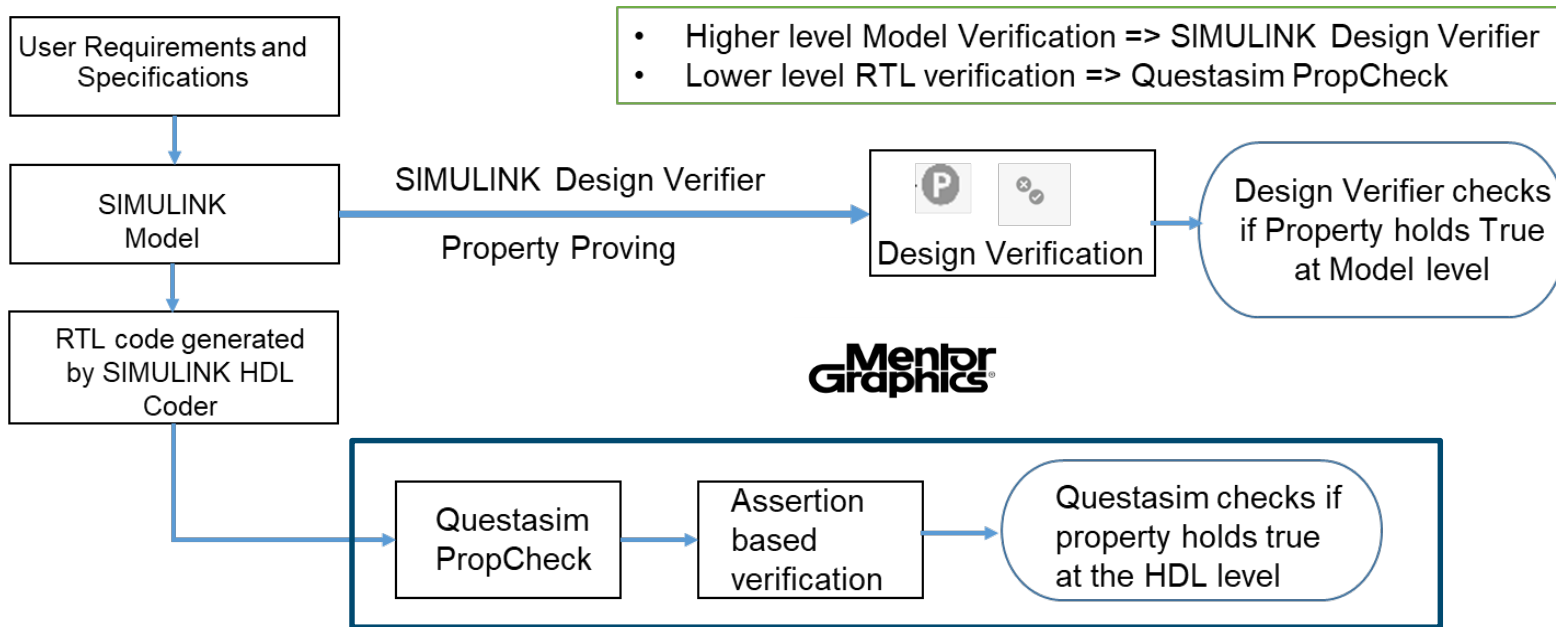 User Requirements and
Specifications
• Higher level Model Verification => SIMULINK Design Verifier
• Lower level RTL verification => Questasim PropCheck
SIMULINK
Model
SIMULINK Design Verifier
Property Proving
P
Design Verification
Design Verifier checks
if Property holds True
at Model level
RTL code generated
by SIMULINK HDL
Coder
Mentor
Graphics®
Questasim
PropCheck
Assertion
based
verification
Questasim checks if
property holds true
at the HDL level